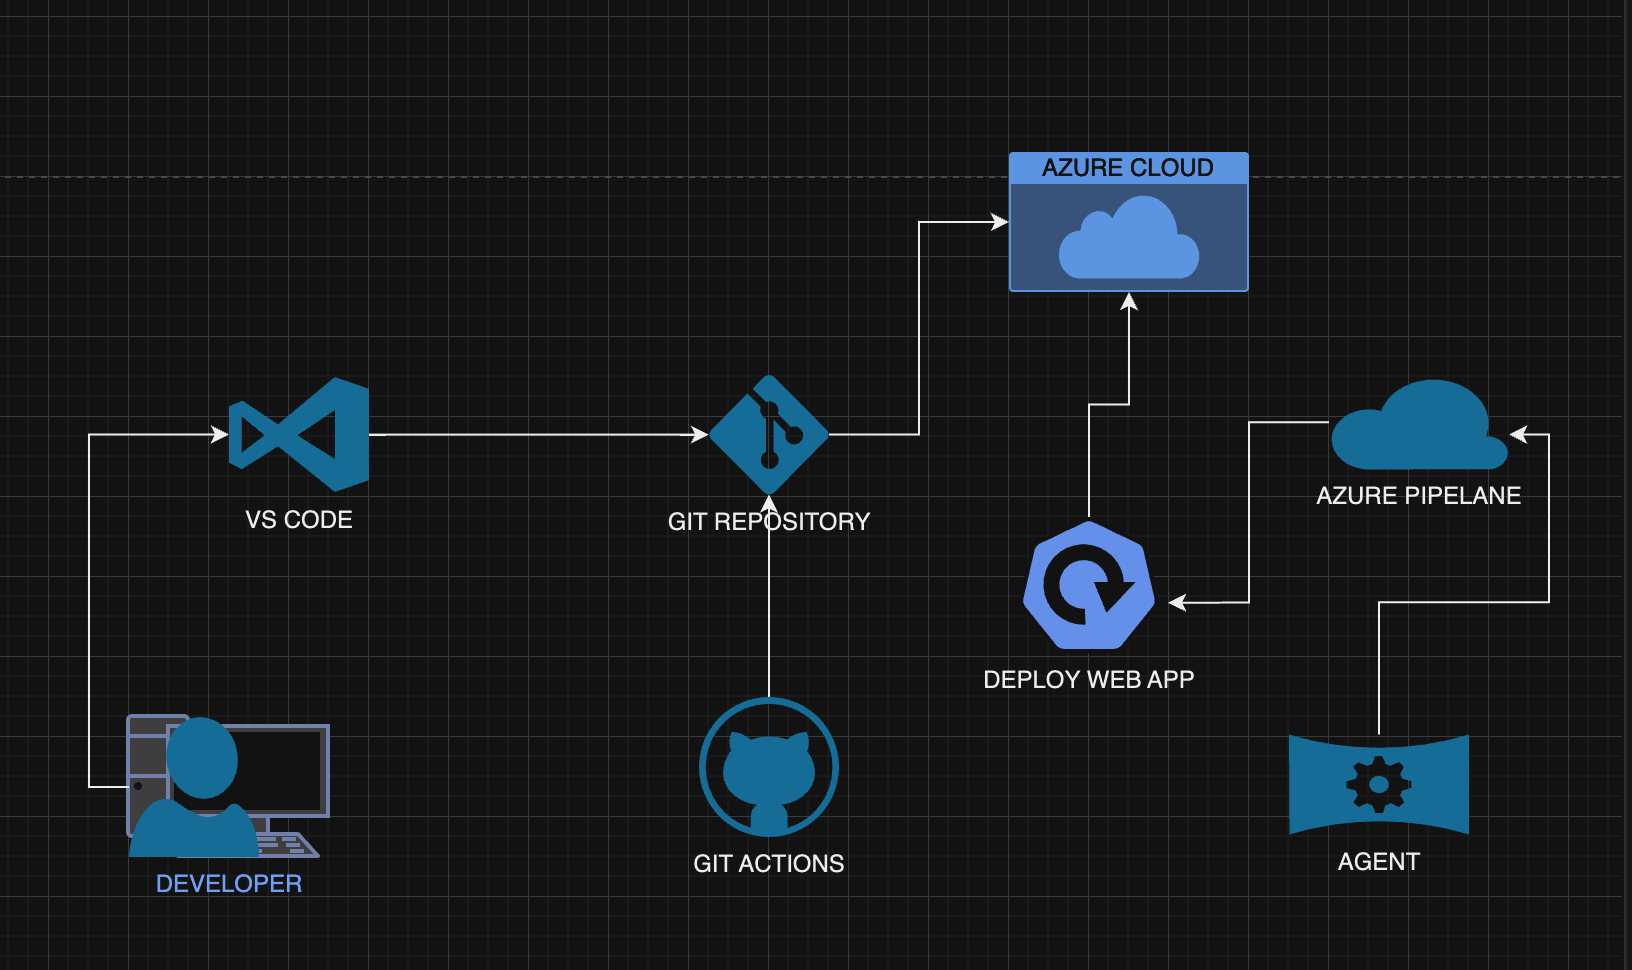 AZURE CLOUD
VS CODE
GIT REPOSITORY
AZURE PIPELANE
DEPLOY WEB APP
DEVELOPER
GIT ACTIONS
AGENT